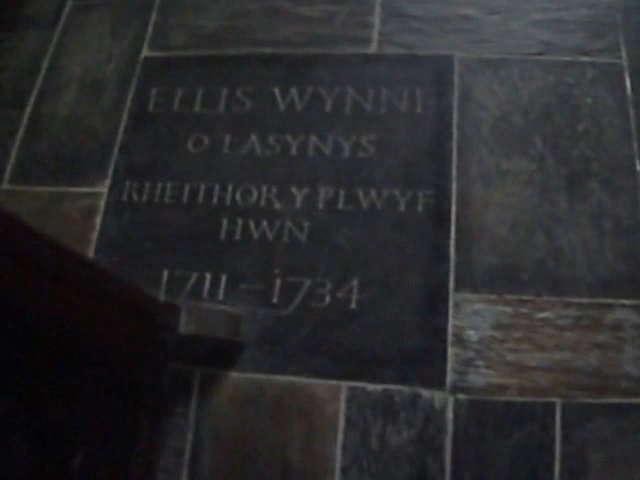 ELLIS WYNNE
O LASYNYS
RHEITHOR Y PLWYF
HWN
1711-1734